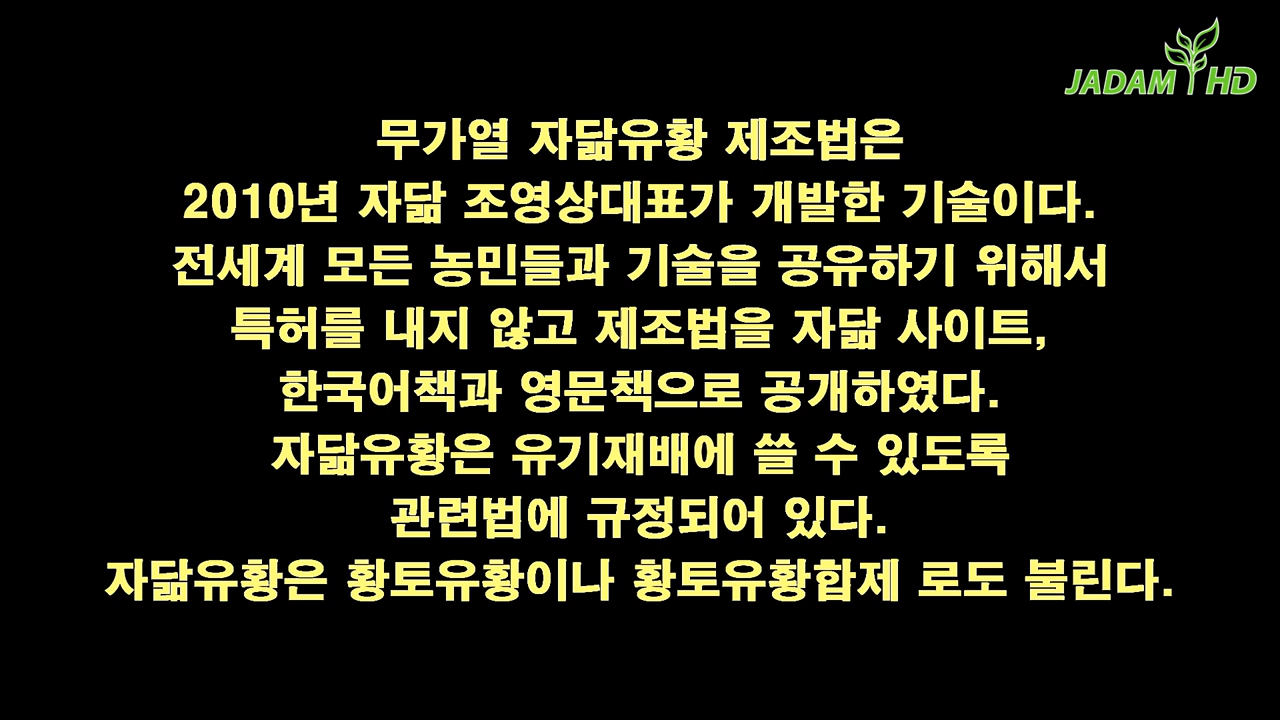 JADAM HD
무가열 자닮유황 제조법은
2010년 자닮 조영상대표가 개발한 기술이다.
전세계 모든 농민들과 기술을 공유하기 위해서
특허를 내지 않고 제조법을 자닮 사이트,
한국어책과 영문책으로 공개하였다.
자닮유황은 유기재배에 쓸 수 있도록
관련법에 규정되어 있다.
자닮유황은 황토유황이나 황토유황합제 로도 불린다.